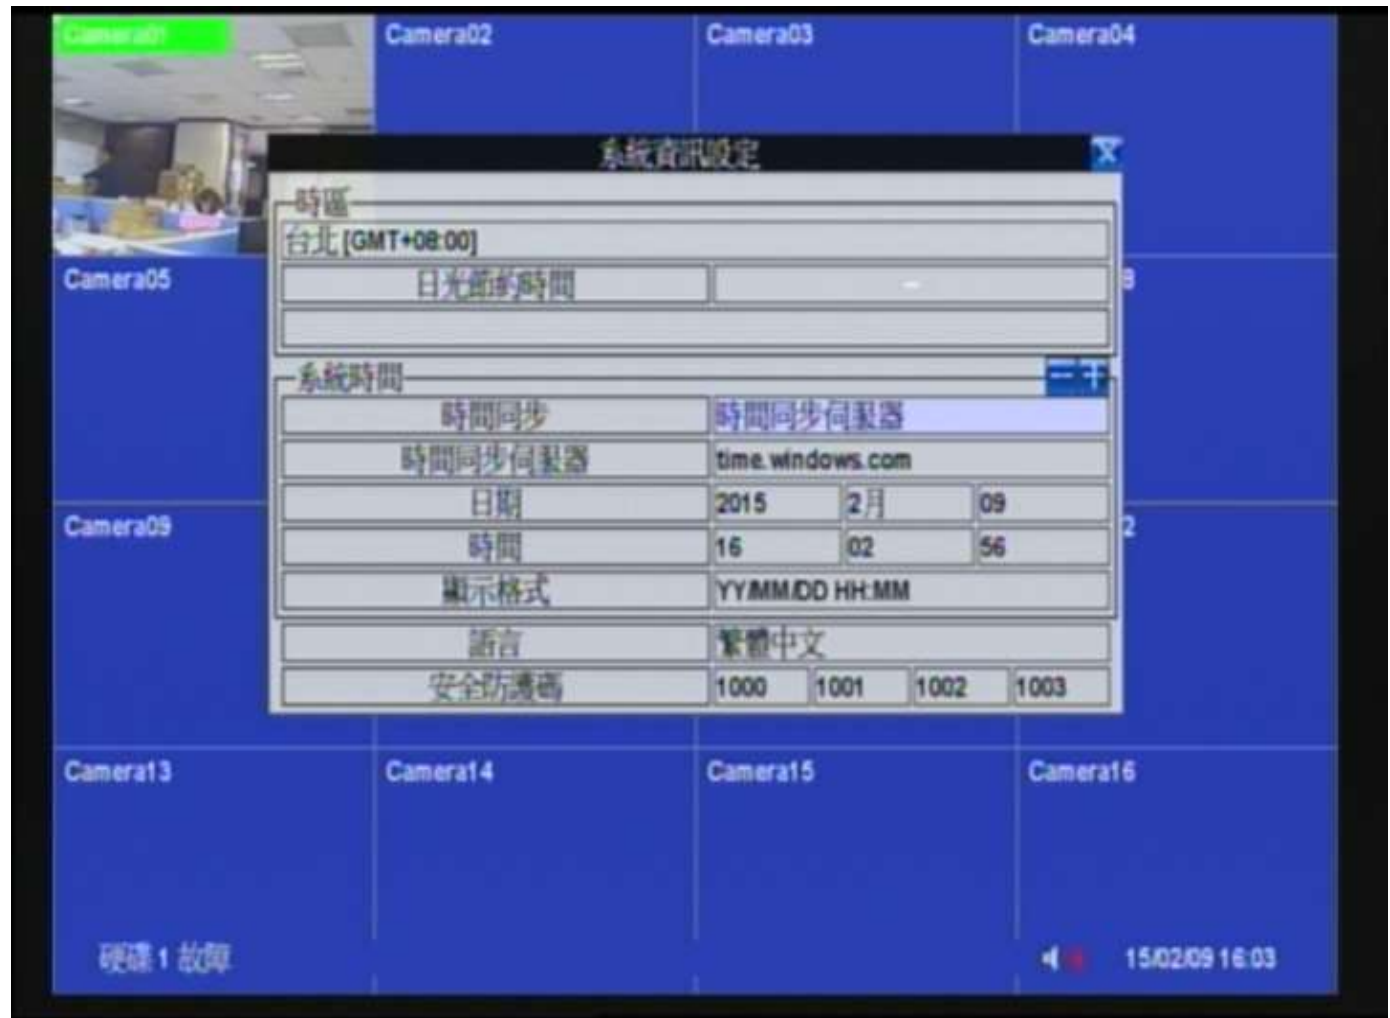 Camera01
Camera02
Camera03
Camera04
系統資訊設定
X
時區
台北 [GMT+08:00]
Camera05
日光節約時間
系統時間
時間同步 時間同步伺服器
時間同步伺服器 time.windows.com
日期 2015 2月 09
Camera09
時間 16 02 56
顯示格式 YY/MM/DD HH:MM
語言 繁體中文
安全防護碼 1000 1001 1002 1003
Camera13
Camera14
Camera15
Camera16
硬碟 1 故障
15/02/09 16:03